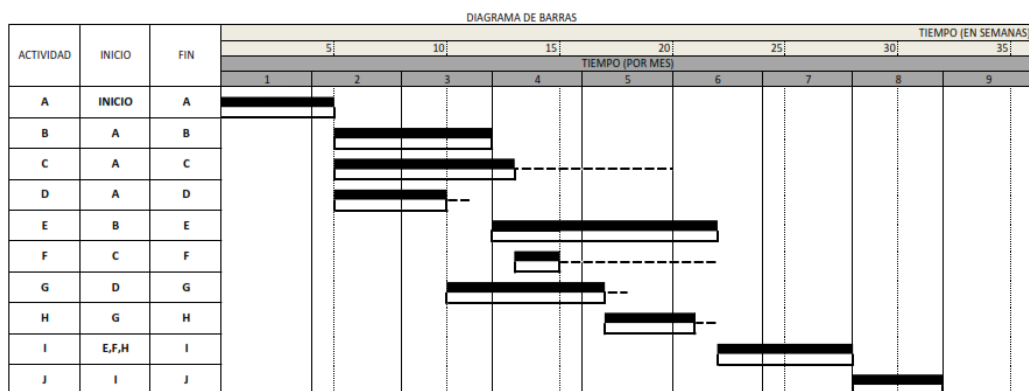 DIAGRAMA DE BARRAS
ACTIVIDAD INICIO FIN TIEMPO (EN SEMANAS)
5 10 15 20 25 30 35
TIEMPO (POR MES)
1 2 3 4 5 6 7 8 9
A INICIO A
B A B
C A C
D A D
E B E
F C F
G D G
H G H
I E,F,H I
J I J